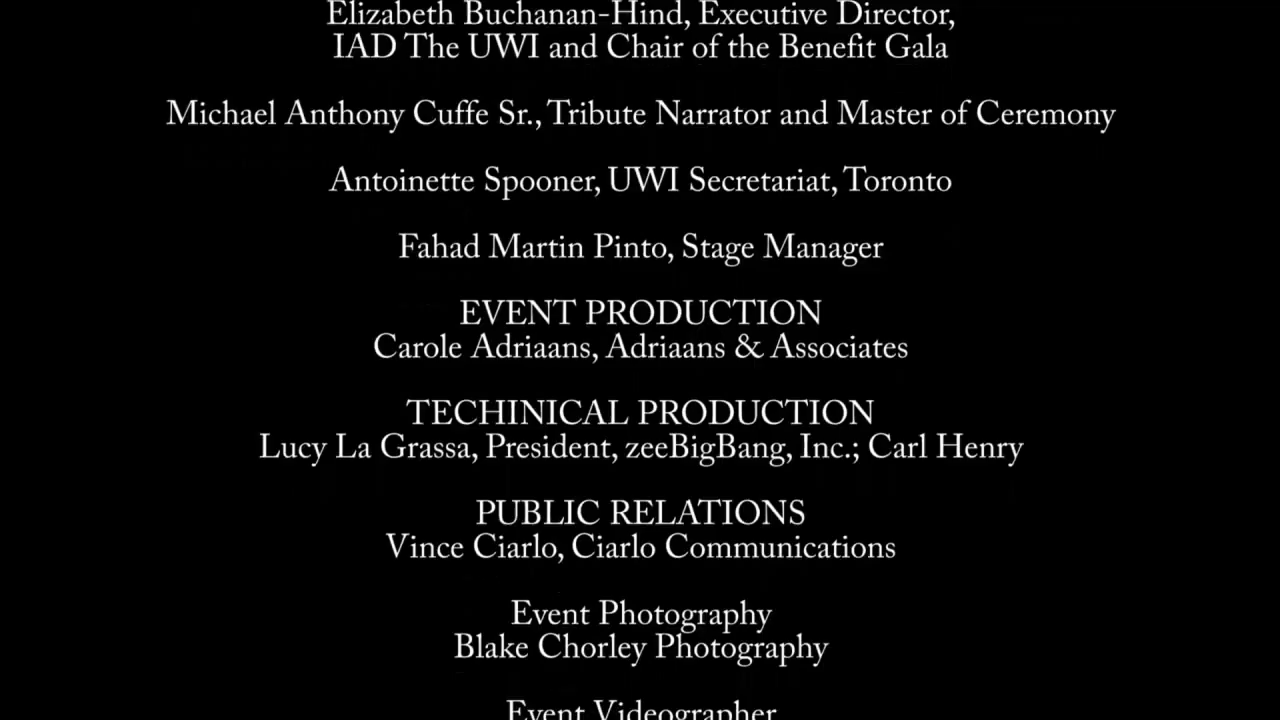 Elizabeth Buchanan-Hind, Executive Director,
IAD The UWI and Chair of the Benefit Gala
Michael Anthony Cuffe Sr., Tribute Narrator and Master of Ceremony
Antoinette Spooner, UWI Secretariat, Toronto
Fahad Martin Pinto, Stage Manager
EVENT PRODUCTION
Carole Adriaans, Adriaans & Associates
TECHINICAL PRODUCTION
Lucy La Grassa, President, zeeBigBang, Inc.; Carl Henry
PUBLIC RELATIONS
Vince Ciarlo, Ciarlo Communications
Event Photography
Blake Chorley Photography
Event Videographer